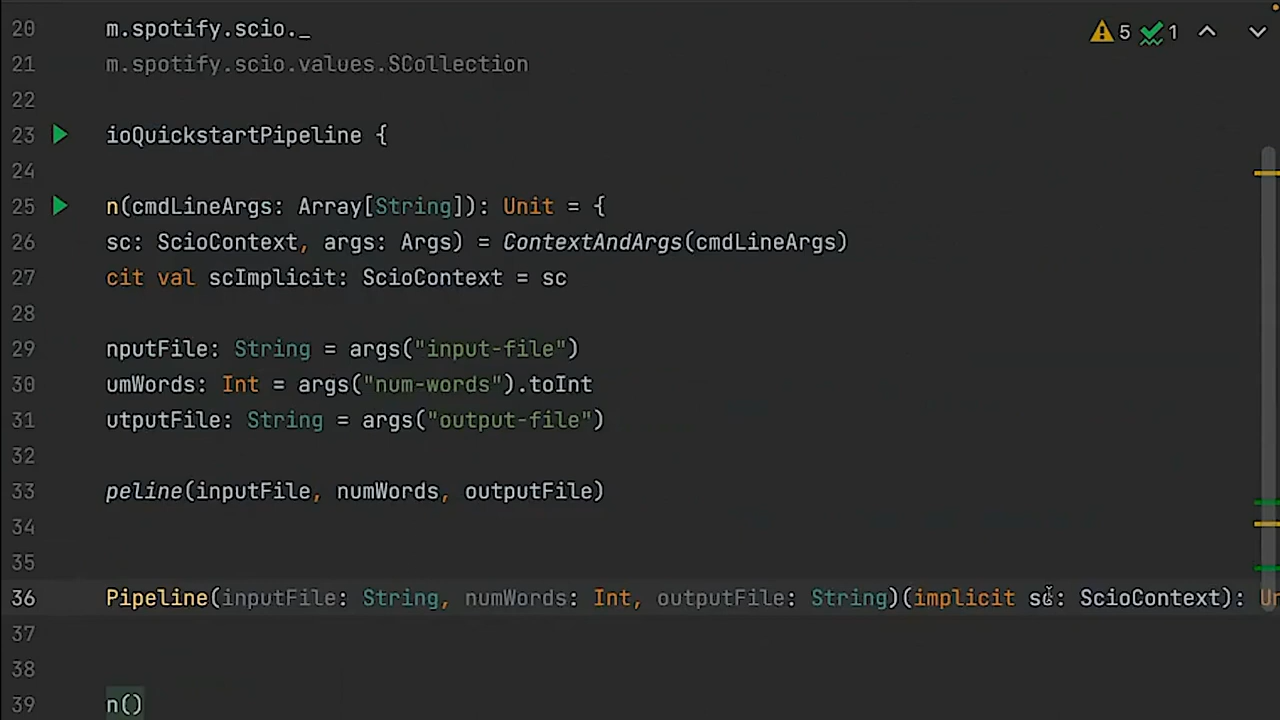 20 m.spotify.scio._
5 1
21 m.spotify.scio.values.SCollection
22
23 ioQuickstartPipeline {
24
25 n(cmdLineArgs: Array[String]): Unit = {
26 sc: ScioContext, args: Args) = ContextAndArgs(cmdLineArgs)
27 cit val scImplicit: ScioContext = sc
28
29 nputFile: String = args("input-file")
30 umWords: Int = args("num-words").toInt
31 utputFile: String = args("output-file")
32
33 peline(inputFile, numWords, outputFile)
34
35
36 Pipeline(inputFile: String, numWords: Int, outputFile: String)(implicit sc: ScioContext): Un
37
38
39 n()